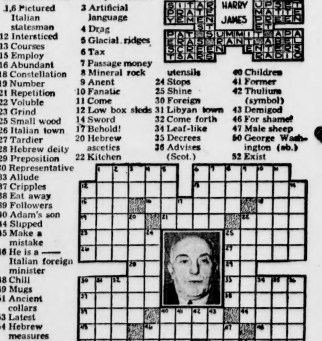 1,6 Pictured
Italian
statesman
12 Intersticed
13 Courses
15 Employ
16 Abundant
18 Constellation
19 Number
21 Repetition
22 Voluble
23 Grind
25 Small wood
26 Italian town
27 Tardier
28 Hebrew deity
29 Preposition
30 Representative
33 Allude
37 Cripples
38 Eat away
39 Followers
40 Adam's son
44 Slipped
45 Make a
mistake
46 He is a —
Italian foreign
minister
48 Chill
49 Mugs
51 Ancient
collars
53 Latest
54 Hebrew
measures
3 Artificial
language
4 Drag
5 Glacial ridges
6 Tax
7 Passage money
8 Mineral rock
9 Anent
10 Fanatic
11 Come
12 Low box sleds
14 Sword
17 Behold!
20 Hebrew
ascetics
22 Kitchen
utensils
24 Stops
25 Shine
30 Foreign
31 Libyan town
32 Come forth
34 Leaf-like
35 Decrees
36 Advises
(Scot.)
40 Children
41 Former
42 Thulium
(symbol)
43 Demigod
46 For shame!
47 Male sheep
50 George Wash-
ington (ab.)
52 Exist
HARRY
JAMES